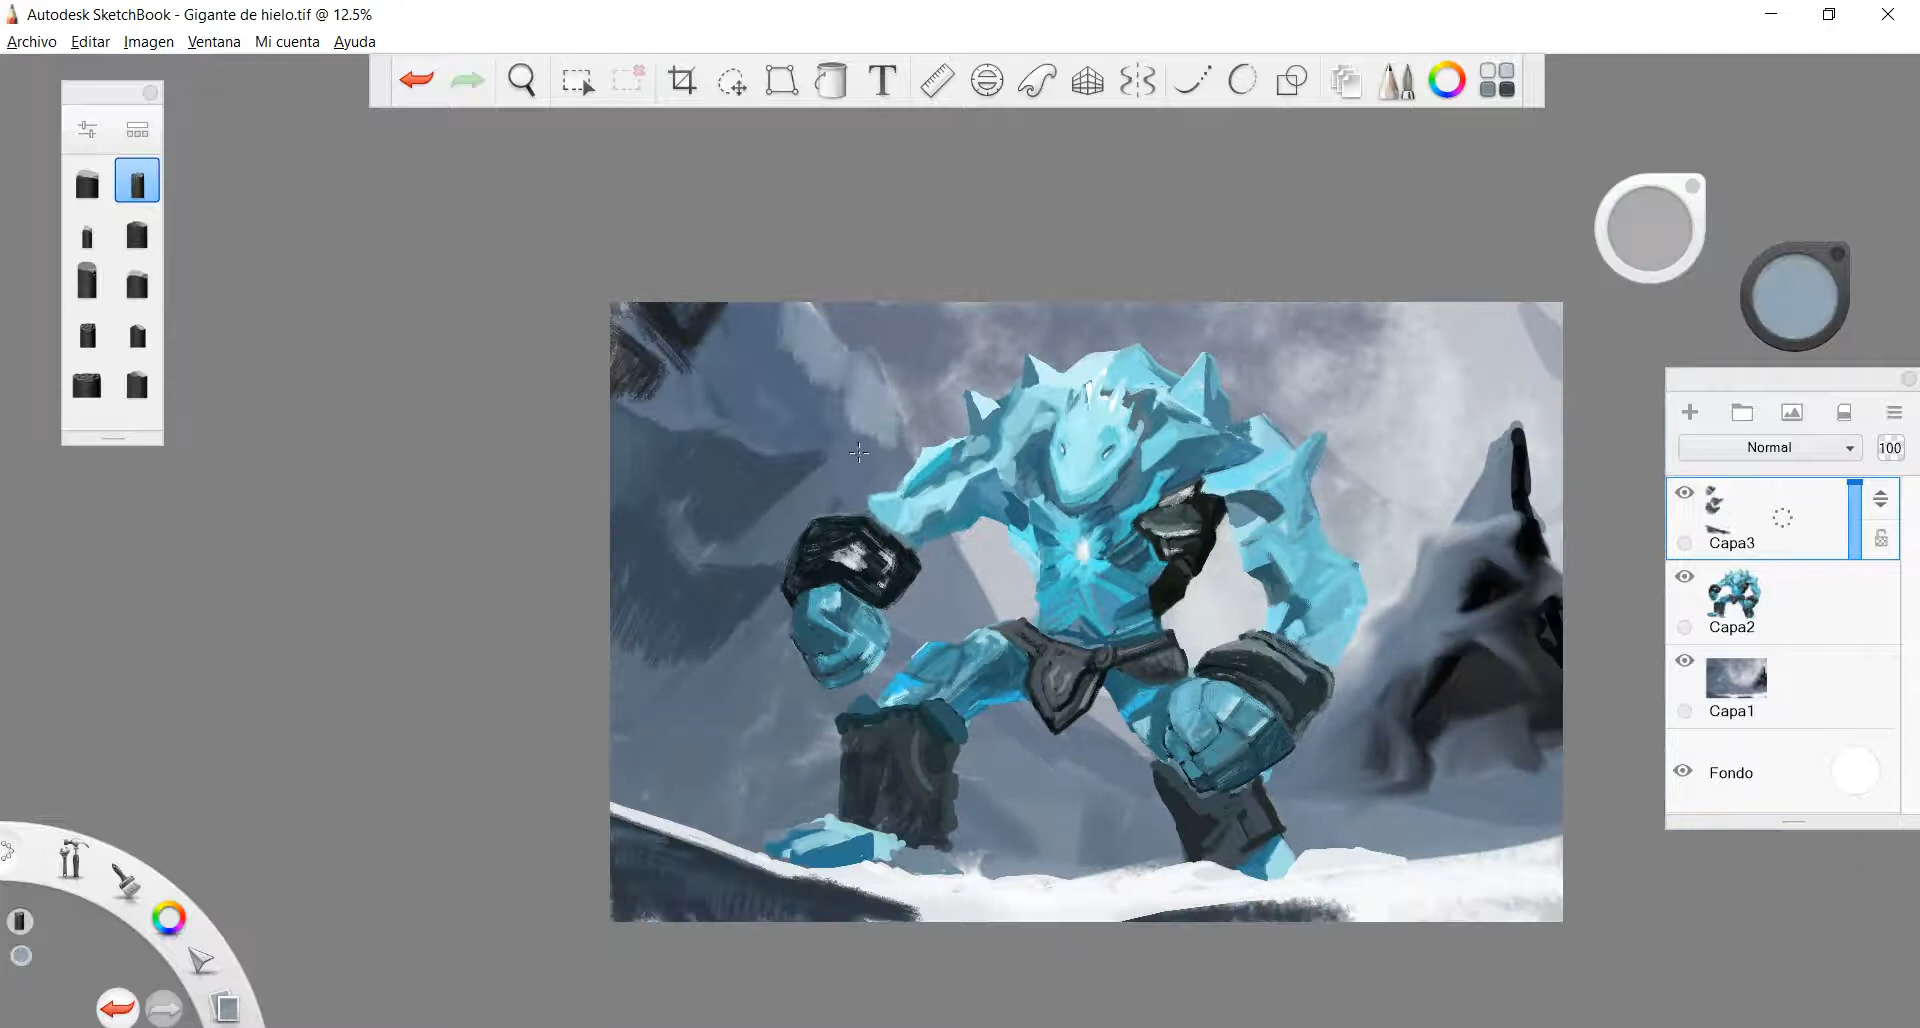 Autodesk SketchBook - Gigante de hielo.tif @ 12.5%
Archivo Editar Imagen Ventana Mi cuenta Ayuda
T
Normal 100
Capa3
Capa2
Capa1
Fondo